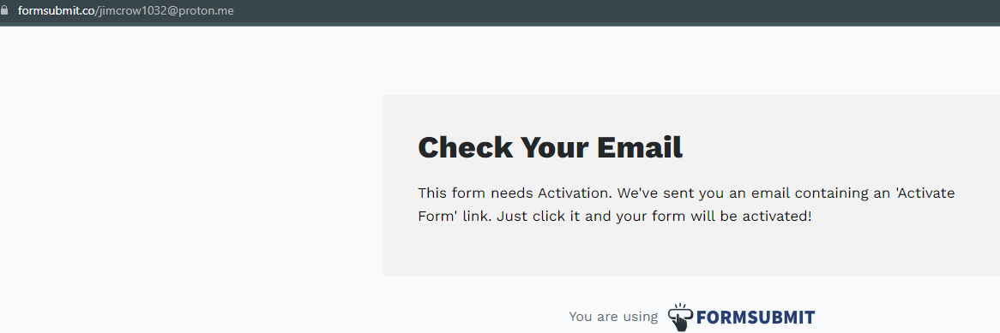 formsubmit.co/jimcrow1032@proton.me
Check Your Email
This form needs Activation. We've sent you an email containing an 'Activate
Form' link. Just click it and your form will be activated!
You are using FORMSUBMIT